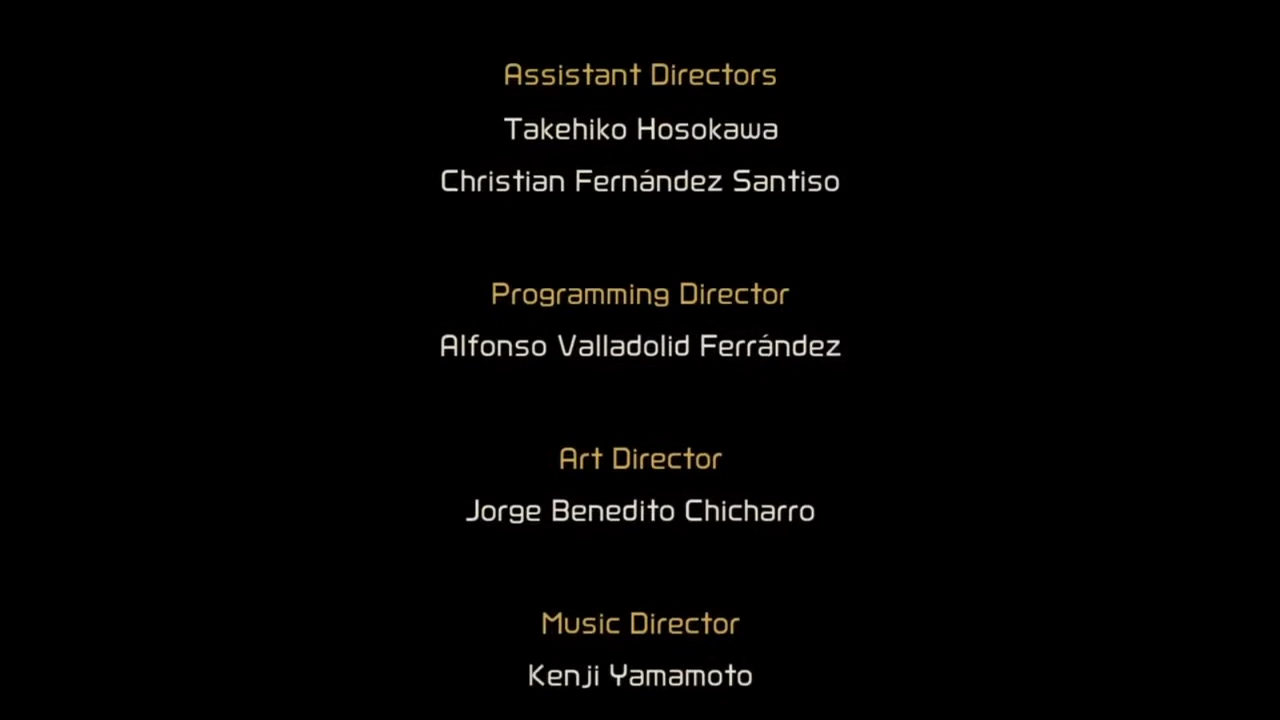 Assistant Directors
Takehiko Hosokawa
Christian Fernández Santiso
Programming Director
Alfonso Valladolid Ferrández
Art Director
Jorge Benedito Chicharro
Music Director
Kenji Yamamoto